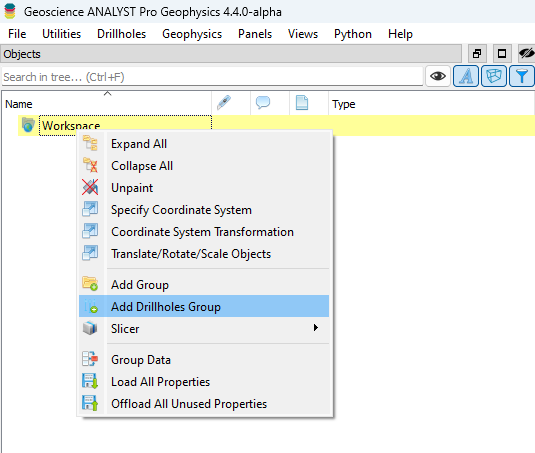 Geoscience ANALYST Pro Geophysics 4.4.0-alpha
File Utilities Drillholes Geophysics Panels Views Python Help
Objects
Search in tree... (Ctrl+F)
Name Type
Workspace
Expand All
Collapse All
Unpaint
Specify Coordinate System
Coordinate System Transformation
Translate/Rotate/Scale Objects
Add Group
Add Drillholes Group
Slicer
Group Data
Load All Properties
Offload All Unused Properties